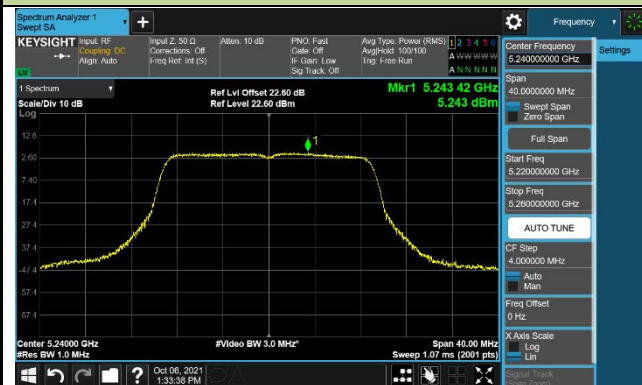 Spectrum Analyzer 1
Swept SA
Frequency
KEYSIGHT
Input: RF
Coupling: DC
Align: Auto
Input Z: 50 Ω
Corrections: Off
Freq Ref: Int (S)
Atten: 10 dB
PNO: Fast
Gate: Off
IF Gain: Low
Sig Track: Off
Avg Type: Power (RMS)
Avg|Hold: 100/100
Trig: Free Run
1 2 3 4 5 6
A W W W W W
A N N N N N
LXI
Center Frequency
5.240000000 GHz
Settings
Span
40.0000000 MHz
Swept Span
Zero Span
Full Span
Start Freq
5.220000000 GHz
Stop Freq
5.260000000 GHz
AUTO TUNE
CF Step
4.000000 MHz
Auto
Man
Freq Offset
0 Hz
X Axis Scale
Log
Lin
Signal Track
1 Spectrum
Scale/Div 10 dB
Log
Ref Lvl Offset 22.60 dB
Ref Level 22.60 dBm
Mkr1 5.243 42 GHz
5.243 dBm
1
12.6
2.60
-7.40
-17.4
-27.4
-37.4
-47.4
-57.4
-67.4
Center 5.24000 GHz
#Res BW 1.0 MHz
#Video BW 3.0 MHz*
Span 40.00 MHz
Sweep 1.07 ms (2001 pts)
?
Oct 06, 2021
1:33:38 PM